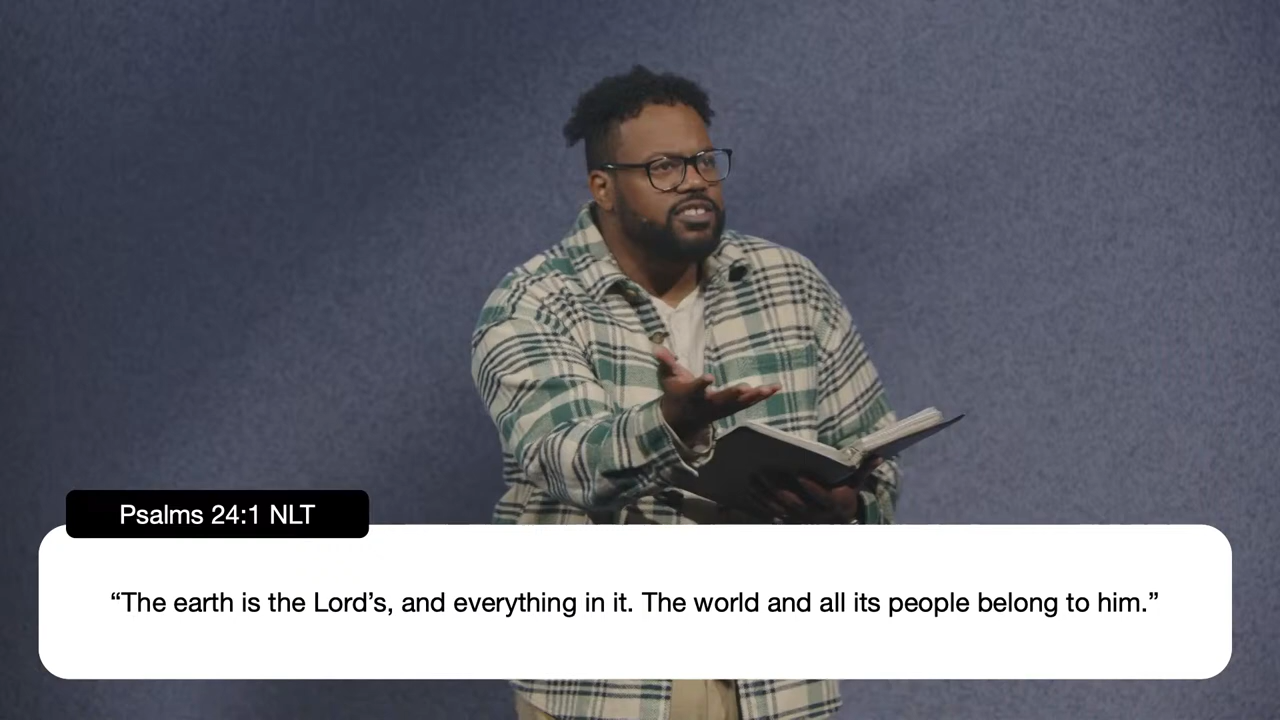 Psalms 24:1 NLT
“The earth is the Lord’s, and everything in it. The world and all its people belong to him.”